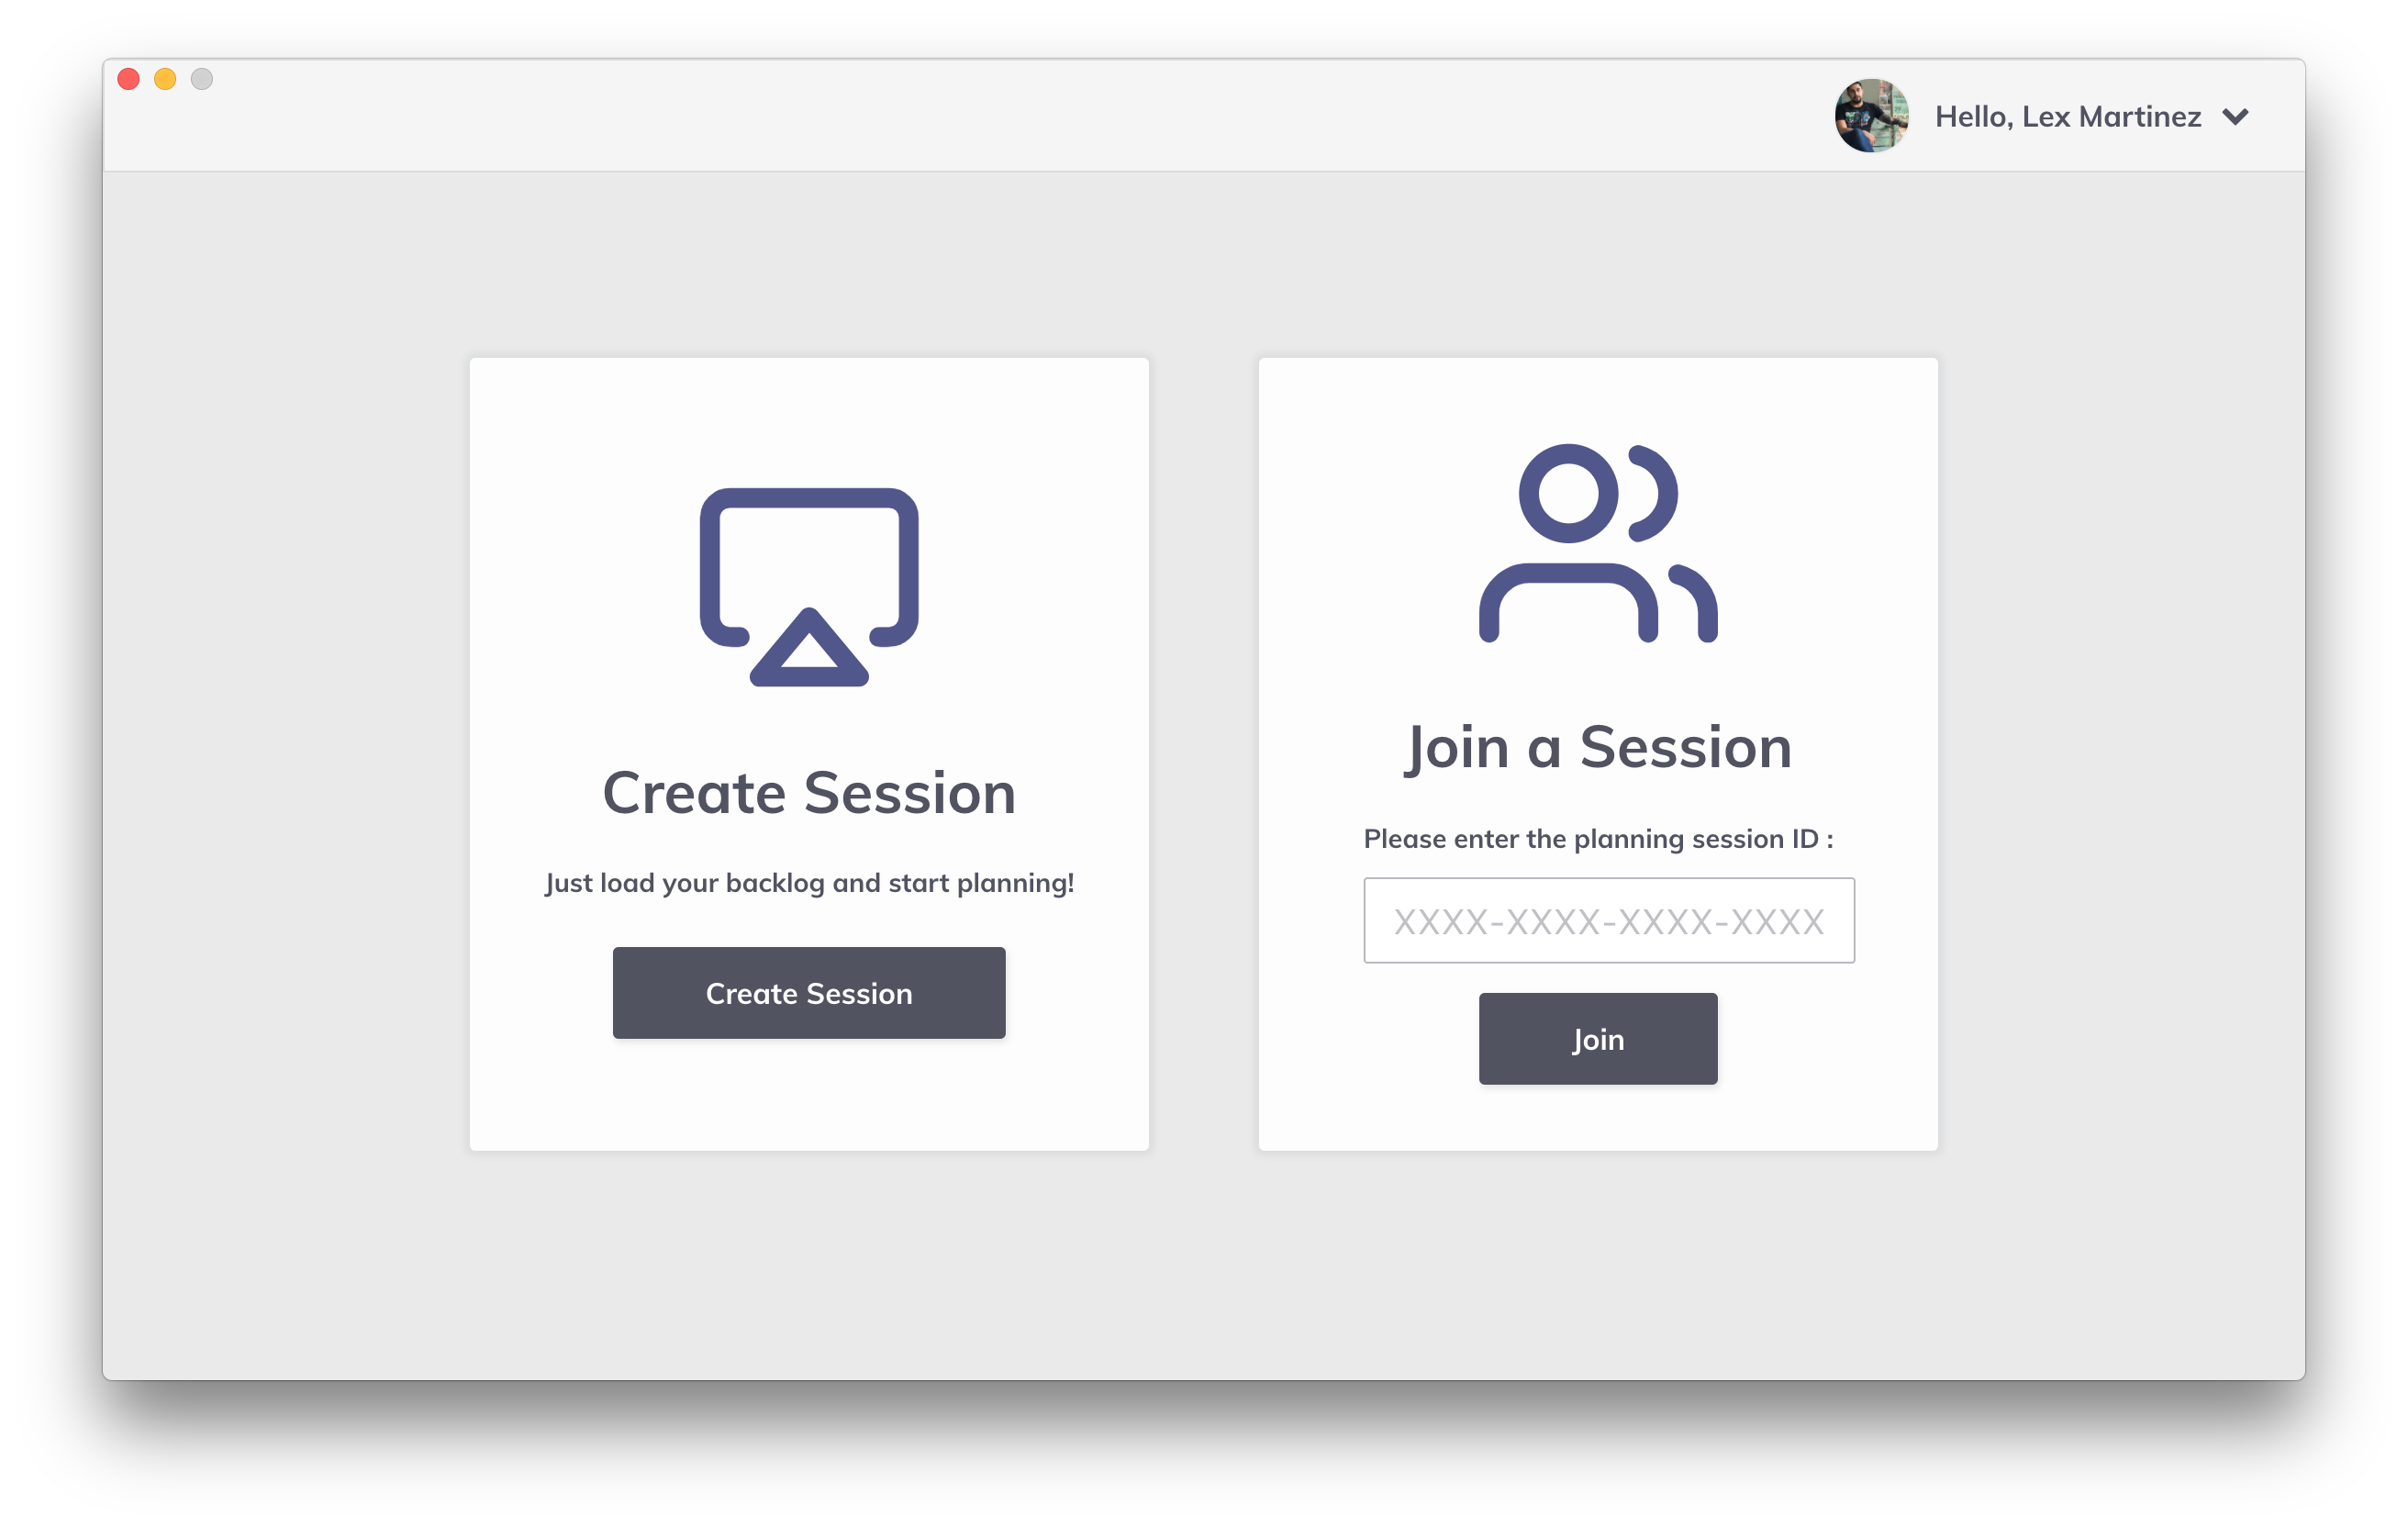 Hello, Lex Martinez
Create Session
Just load your backlog and start planning!
Create Session
Join a Session
Please enter the planning session ID :
XXXX-XXXX-XXXX-XXXX
Join